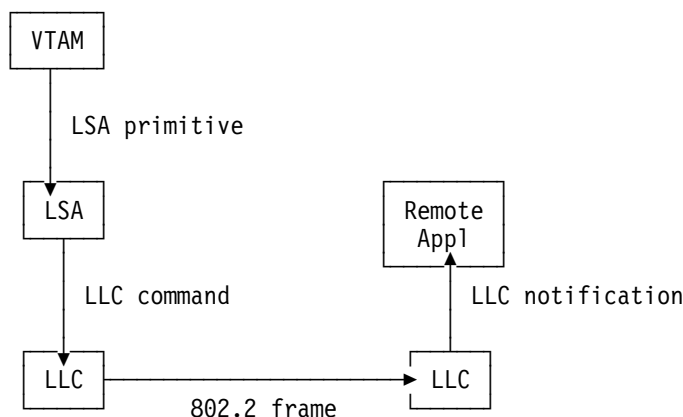 VTAM
LSA primitive
LSA
Remote
Appl
LLC command
LLC notification
LLC
LLC
802.2 frame